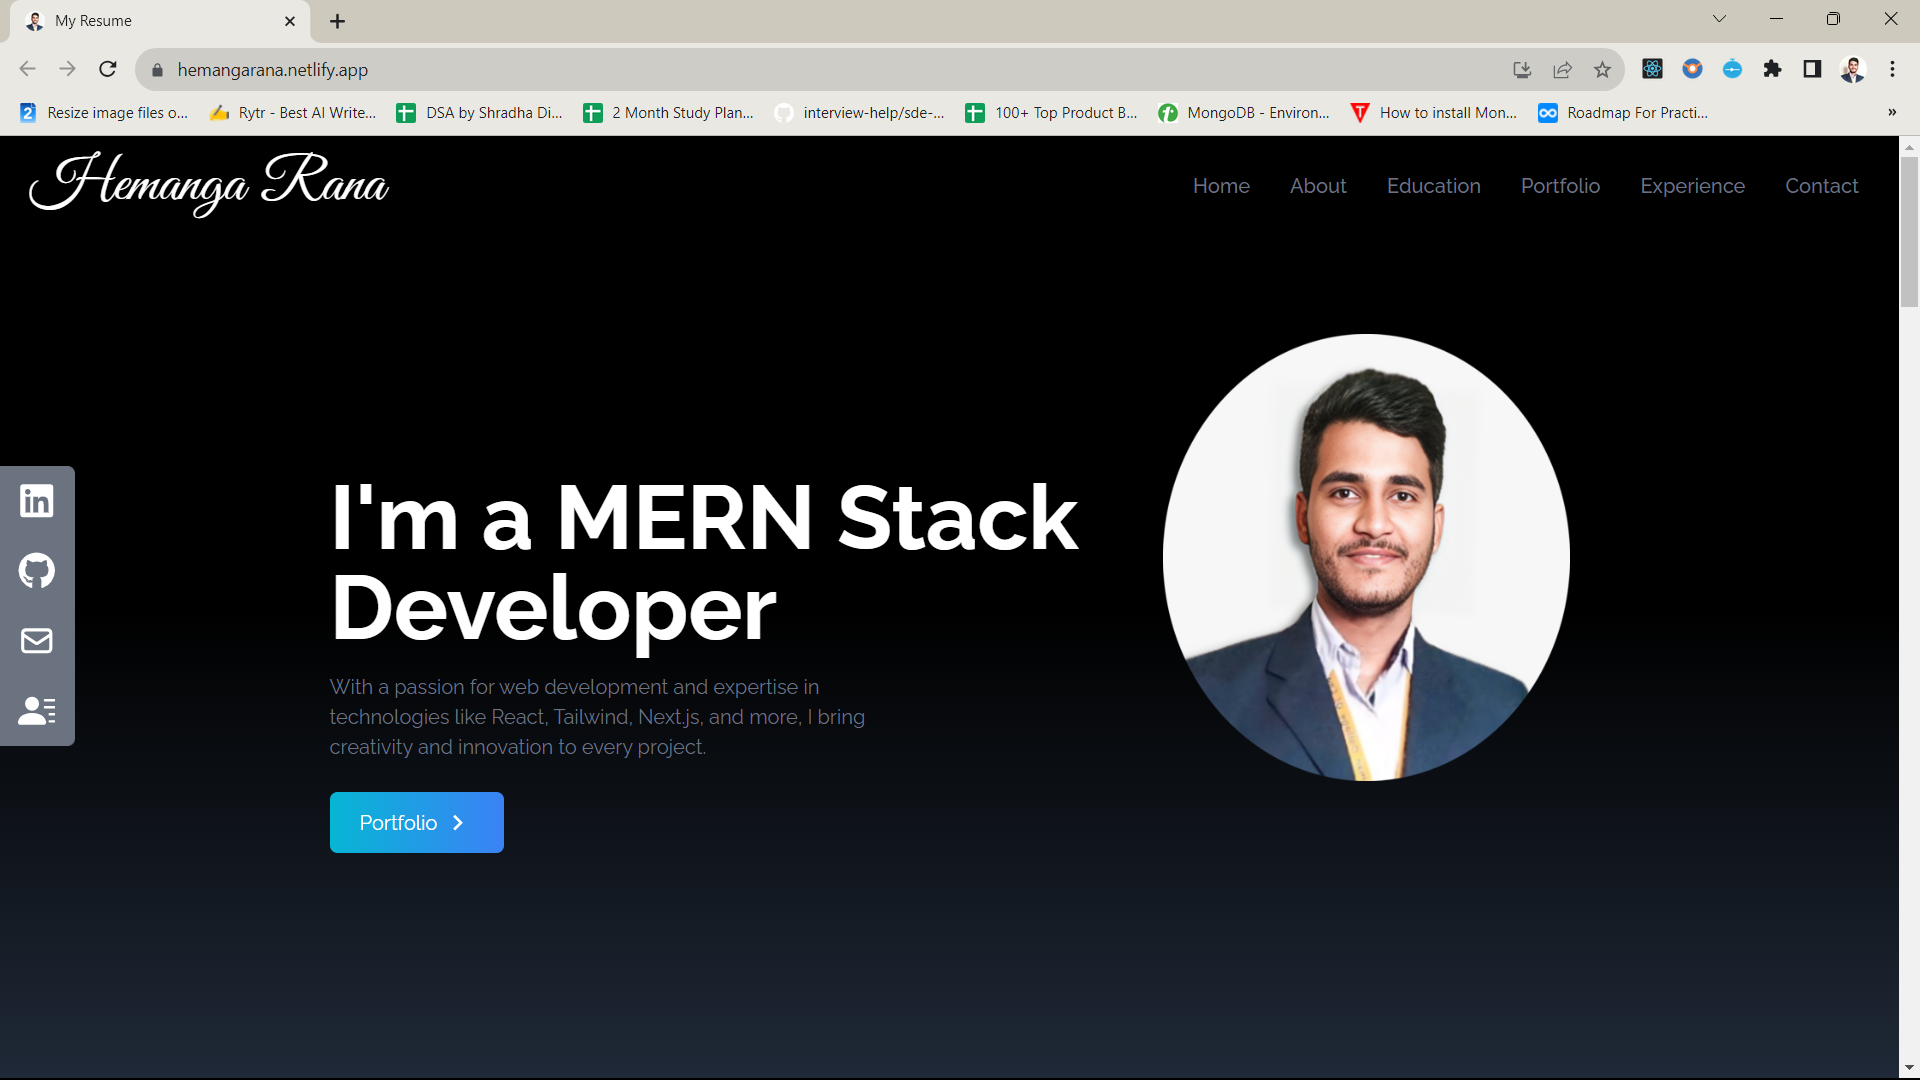 My Resume
hemangarana.netlify.app
Resize image files o...
Rytr - Best AI Write...
DSA by Shradha Di...
2 Month Study Plan...
interview-help/sde-...
100+ Top Product B...
MongoDB - Environ...
How to install Mon...
Roadmap For Practi...
Hemanga Rana
Home
About
Education
Portfolio
Experience
Contact
I'm a MERN Stack
Developer
With a passion for web development and expertise in
technologies like React, Tailwind, Next.js, and more, I bring
creativity and innovation to every project.
Portfolio